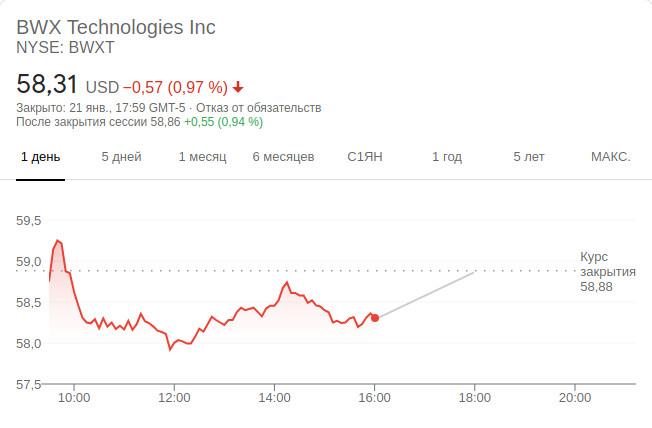 BWX Technologies Inc
NYSE: BWXT
58,31 USD −0,57 (0,97 %)
Закрыто: 21 янв., 17:59 GMT-5 · Отказ от обязательств
После закрытия сессии 58,86 +0,55 (0,94 %)
1 день 5 дней 1 месяц 6 месяцев С1ЯН 1 год 5 лет МАКС.
59,5
59,0
58,5
58,0
57,5
Курс
закрытия
58,88
10:00 12:00 14:00 16:00 18:00 20:00